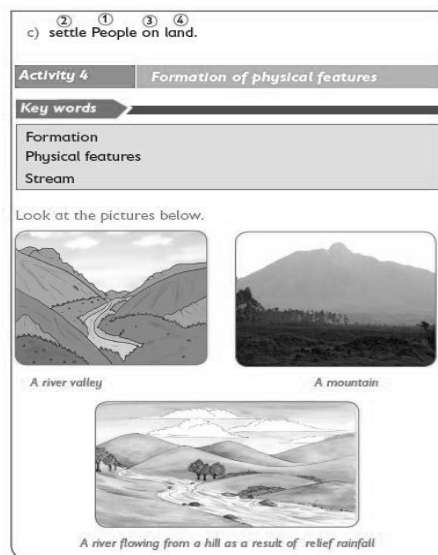 ② ① ③ ④
c) settle People on land.
Activity 4 Formation of physical features
Key words
Formation
Physical features
Stream
Look at the pictures below.
A river valley
A mountain
A river flowing from a hill as a result of relief rainfall